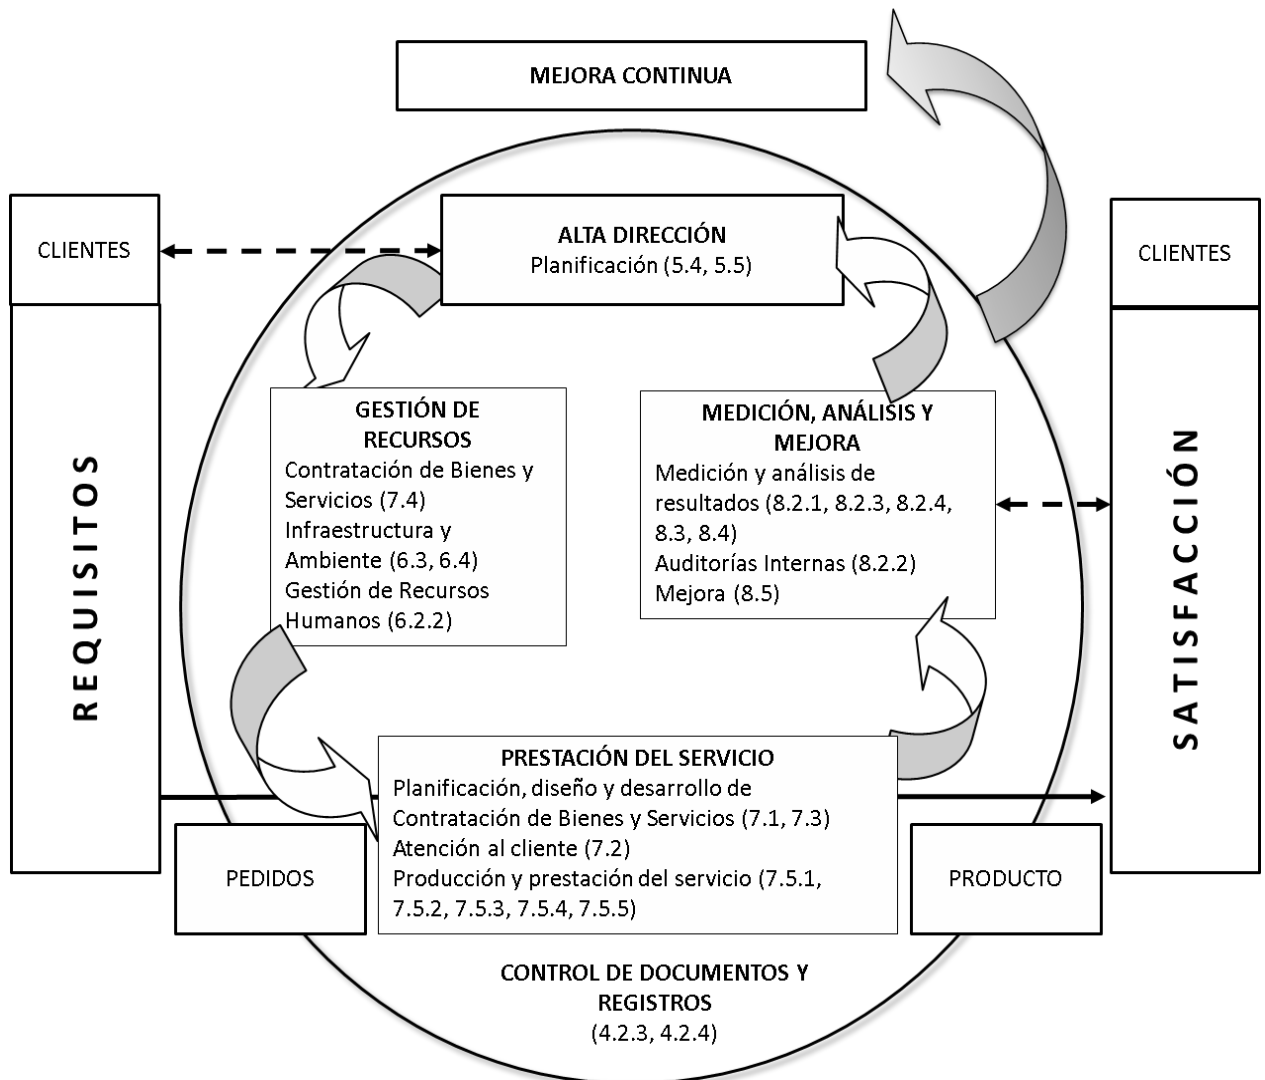 MEJORA CONTINUA
CLIENTES
ALTA DIRECCIÓN
Planificación (5.4, 5.5)
CLIENTES
REQUISITOS
GESTIÓN DE
RECURSOS
Contratación de Bienes y
Servicios (7.4)
Infraestructura y
Ambiente (6.3, 6.4)
Gestión de Recursos
Humanos (6.2.2)
MEDICIÓN, ANÁLISIS Y
MEJORA
Medición y análisis de
resultados (8.2.1, 8.2.3, 8.2.4,
8.3, 8.4)
Auditorías Internas (8.2.2)
Mejora (8.5)
SATISFACCIÓN
PEDIDOS
PRESTACIÓN DEL SERVICIO
Planificación, diseño y desarrollo de
Contratación de Bienes y Servicios (7.1, 7.3)
Atención al cliente (7.2)
Producción y prestación del servicio (7.5.1,
7.5.2, 7.5.3, 7.5.4, 7.5.5)
PRODUCTO
CONTROL DE DOCUMENTOS Y
REGISTROS
(4.2.3, 4.2.4)